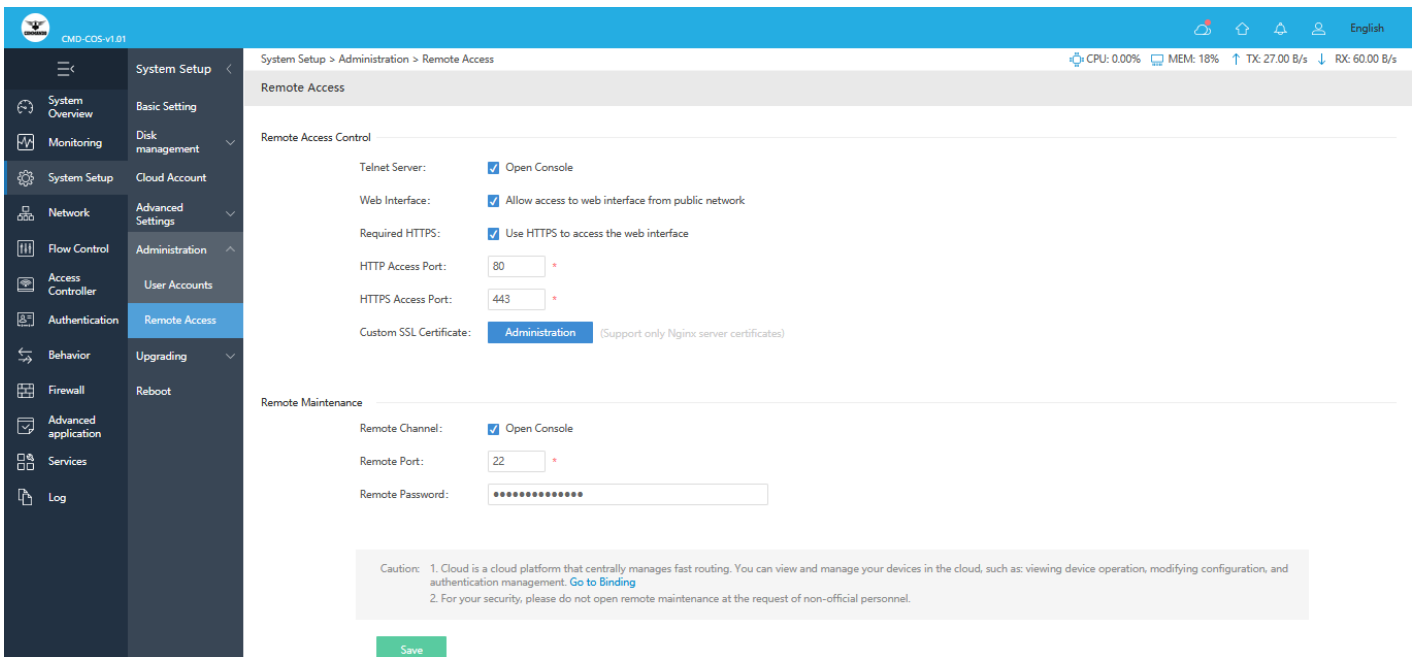 COMMANDO
CMD-COS-v1.01
English
System Setup
System Setup > Administration > Remote Access
CPU: 0.00% MEM: 18% TX: 27.00 B/s RX: 60.00 B/s
Remote Access
System
Overview
Monitoring
System Setup
Network
Flow Control
Access
Controller
Authentication
Behavior
Firewall
Advanced
application
Services
Log
Basic Setting
Disk
management
Cloud Account
Advanced
Settings
Administration
User Accounts
Remote Access
Upgrading
Reboot
Remote Access Control
Telnet Server: Open Console
Web Interface: Allow access to web interface from public network
Required HTTPS: Use HTTPS to access the web interface
HTTP Access Port: 80 *
HTTPS Access Port: 443 *
Custom SSL Certificate: Administration (Support only Nginx server certificates)
Remote Maintenance
Remote Channel: Open Console
Remote Port: 22 *
Remote Password: ••••••••••••••
Caution: 1. Cloud is a cloud platform that centrally manages fast routing. You can view and manage your devices in the cloud, such as: viewing device operation, modifying configuration, and
authentication management. Go to Binding
2. For your security, please do not open remote maintenance at the request of non-official personnel.
Save